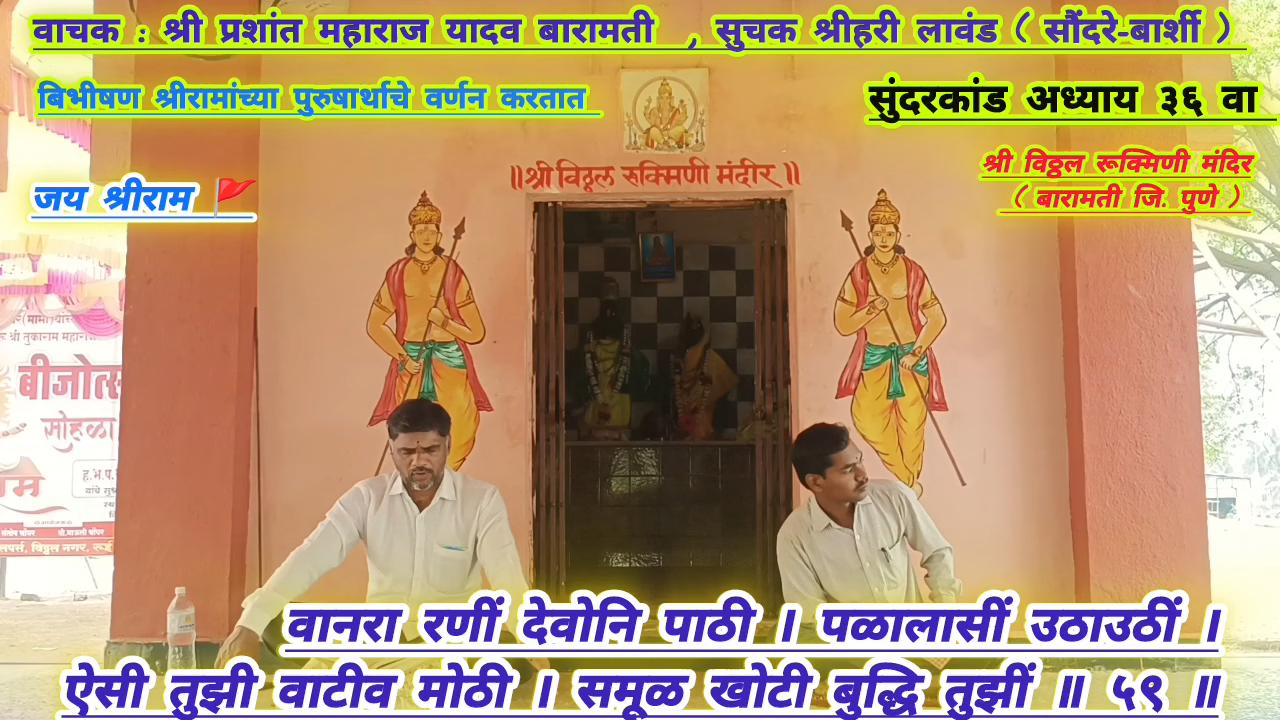 वाचक : श्री प्रशांत महाराज यादव बारामती , सुचक श्रीहरी लावंड ( सौंदरे-बार्शी )
बिभीषण श्रीरामांच्या पुरुषार्थाचे वर्णन करतात
सुंदरकांड अध्याय ३६ वा
श्री विठ्ठल रूक्मिणी मंदिर
( बारामती जि. पुणे )
जय श्रीराम 🚩
॥श्री विठ्ठल रुक्मिणी मंदीर॥
बीजोत्स
सोहळा
ह.भ.प.
वानरा रणीं देवोनि पाठी । पळालासीं उठाउठीं ।
ऐसी तुझी वाटीव मोठी । समूळ खोटी बुद्धि तुझीं ॥ ५९ ॥